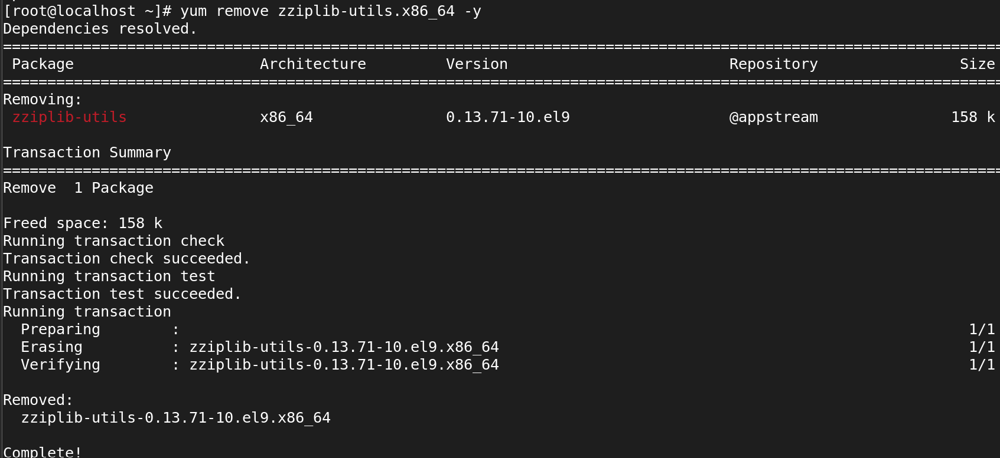 [root@localhost ~]# yum remove zziplib-utils.x86_64 -y
Dependencies resolved.
================================================================================================================
 Package                     Architecture         Version                         Repository                Size
================================================================================================================
Removing:
 zziplib-utils               x86_64               0.13.71-10.el9                  @appstream               158 k

Transaction Summary
================================================================================================================
Remove  1 Package

Freed space: 158 k
Running transaction check
Transaction check succeeded.
Running transaction test
Transaction test succeeded.
Running transaction
  Preparing        :                                                                                         1/1
  Erasing          : zziplib-utils-0.13.71-10.el9.x86_64                                                     1/1
  Verifying        : zziplib-utils-0.13.71-10.el9.x86_64                                                     1/1

Removed:
  zziplib-utils-0.13.71-10.el9.x86_64

Complete!